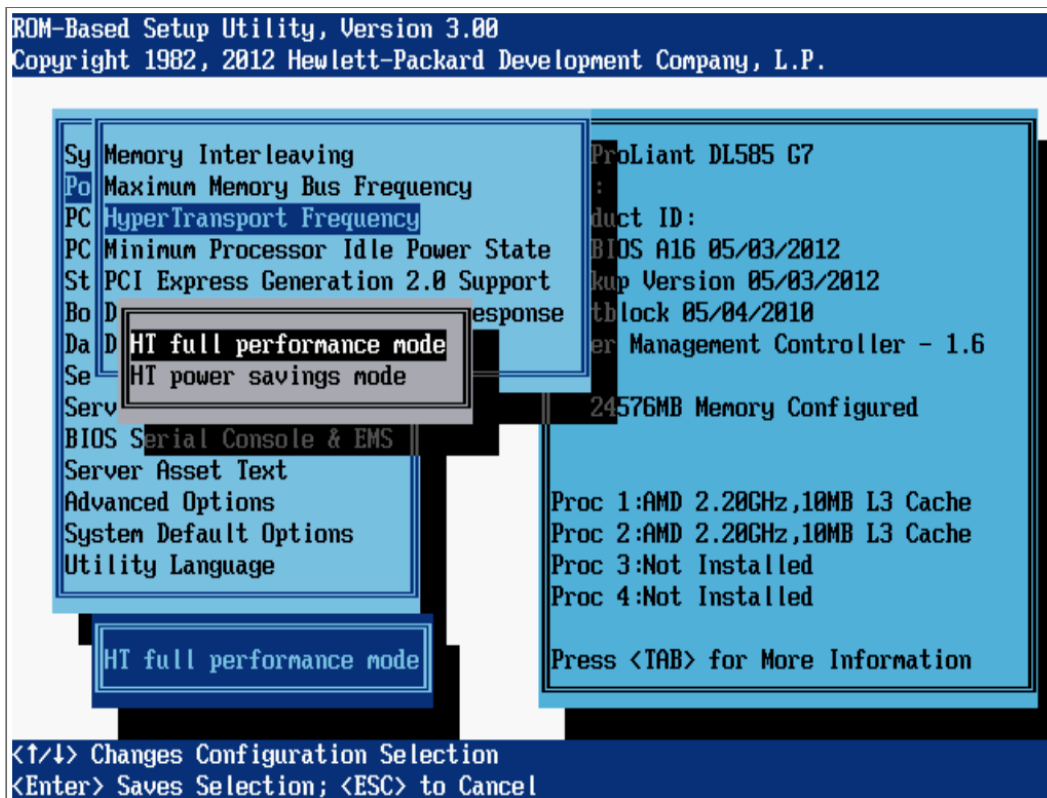 ROM-Based Setup Utility, Version 3.00
Copyright 1982, 2012 Hewlett-Packard Development Company, L.P.
Sy
Po
PC
PC
St
Bo
Da
Se
Serv
BIOS Serial Console & EMS
Server Asset Text
Advanced Options
System Default Options
Utility Language
Memory Interleaving
Maximum Memory Bus Frequency
HyperTransport Frequency
Minimum Processor Idle Power State
PCI Express Generation 2.0 Support
D esponse
D
HT full performance mode
HT power savings mode
HT full performance mode
ProLiant DL585 G7
:
duct ID:
BIOS A16 05/03/2012
kup Version 05/03/2012
tblock 05/04/2010
er Management Controller - 1.6
24576MB Memory Configured
Proc 1:AMD 2.20GHz,10MB L3 Cache
Proc 2:AMD 2.20GHz,10MB L3 Cache
Proc 3:Not Installed
Proc 4:Not Installed
Press <TAB> for More Information
<↑/↓> Changes Configuration Selection
<Enter> Saves Selection; <ESC> to Cancel